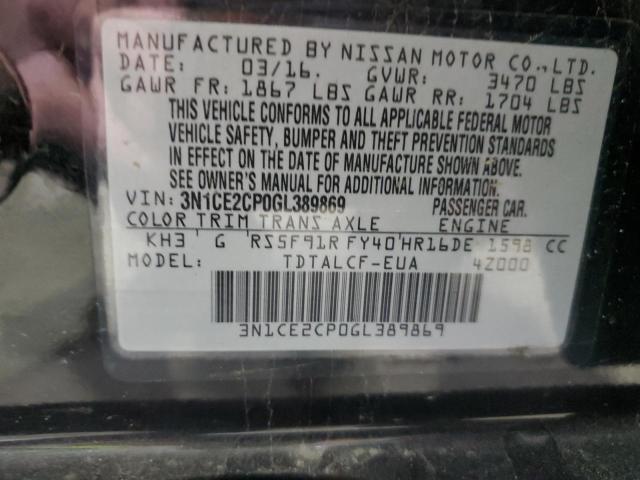 MANUFACTURED BY NISSAN MOTOR CO.,LTD.
DATE: 03/16. GVWR: 3470 LBS
GAWR FR: 1867 LBS GAWR RR: 1704 LBS
THIS VEHICLE CONFORMS TO ALL APPLICABLE FEDERAL MOTOR
VEHICLE SAFETY, BUMPER AND THEFT PREVENTION STANDARDS
IN EFFECT ON THE DATE OF MANUFACTURE SHOWN ABOVE.
SEE OWNER'S MANUAL FOR ADDITIONAL INFORMATION.
VIN: 3N1CE2CP0GL389869 PASSENGER CAR.
COLOR TRIM TRANS AXLE ENGINE
KH3 G RS5F91R FY40 HR16DE 1598 CC
MODEL: TDTALCF-EUA 4Z000
3N1CE2CP0GL389869